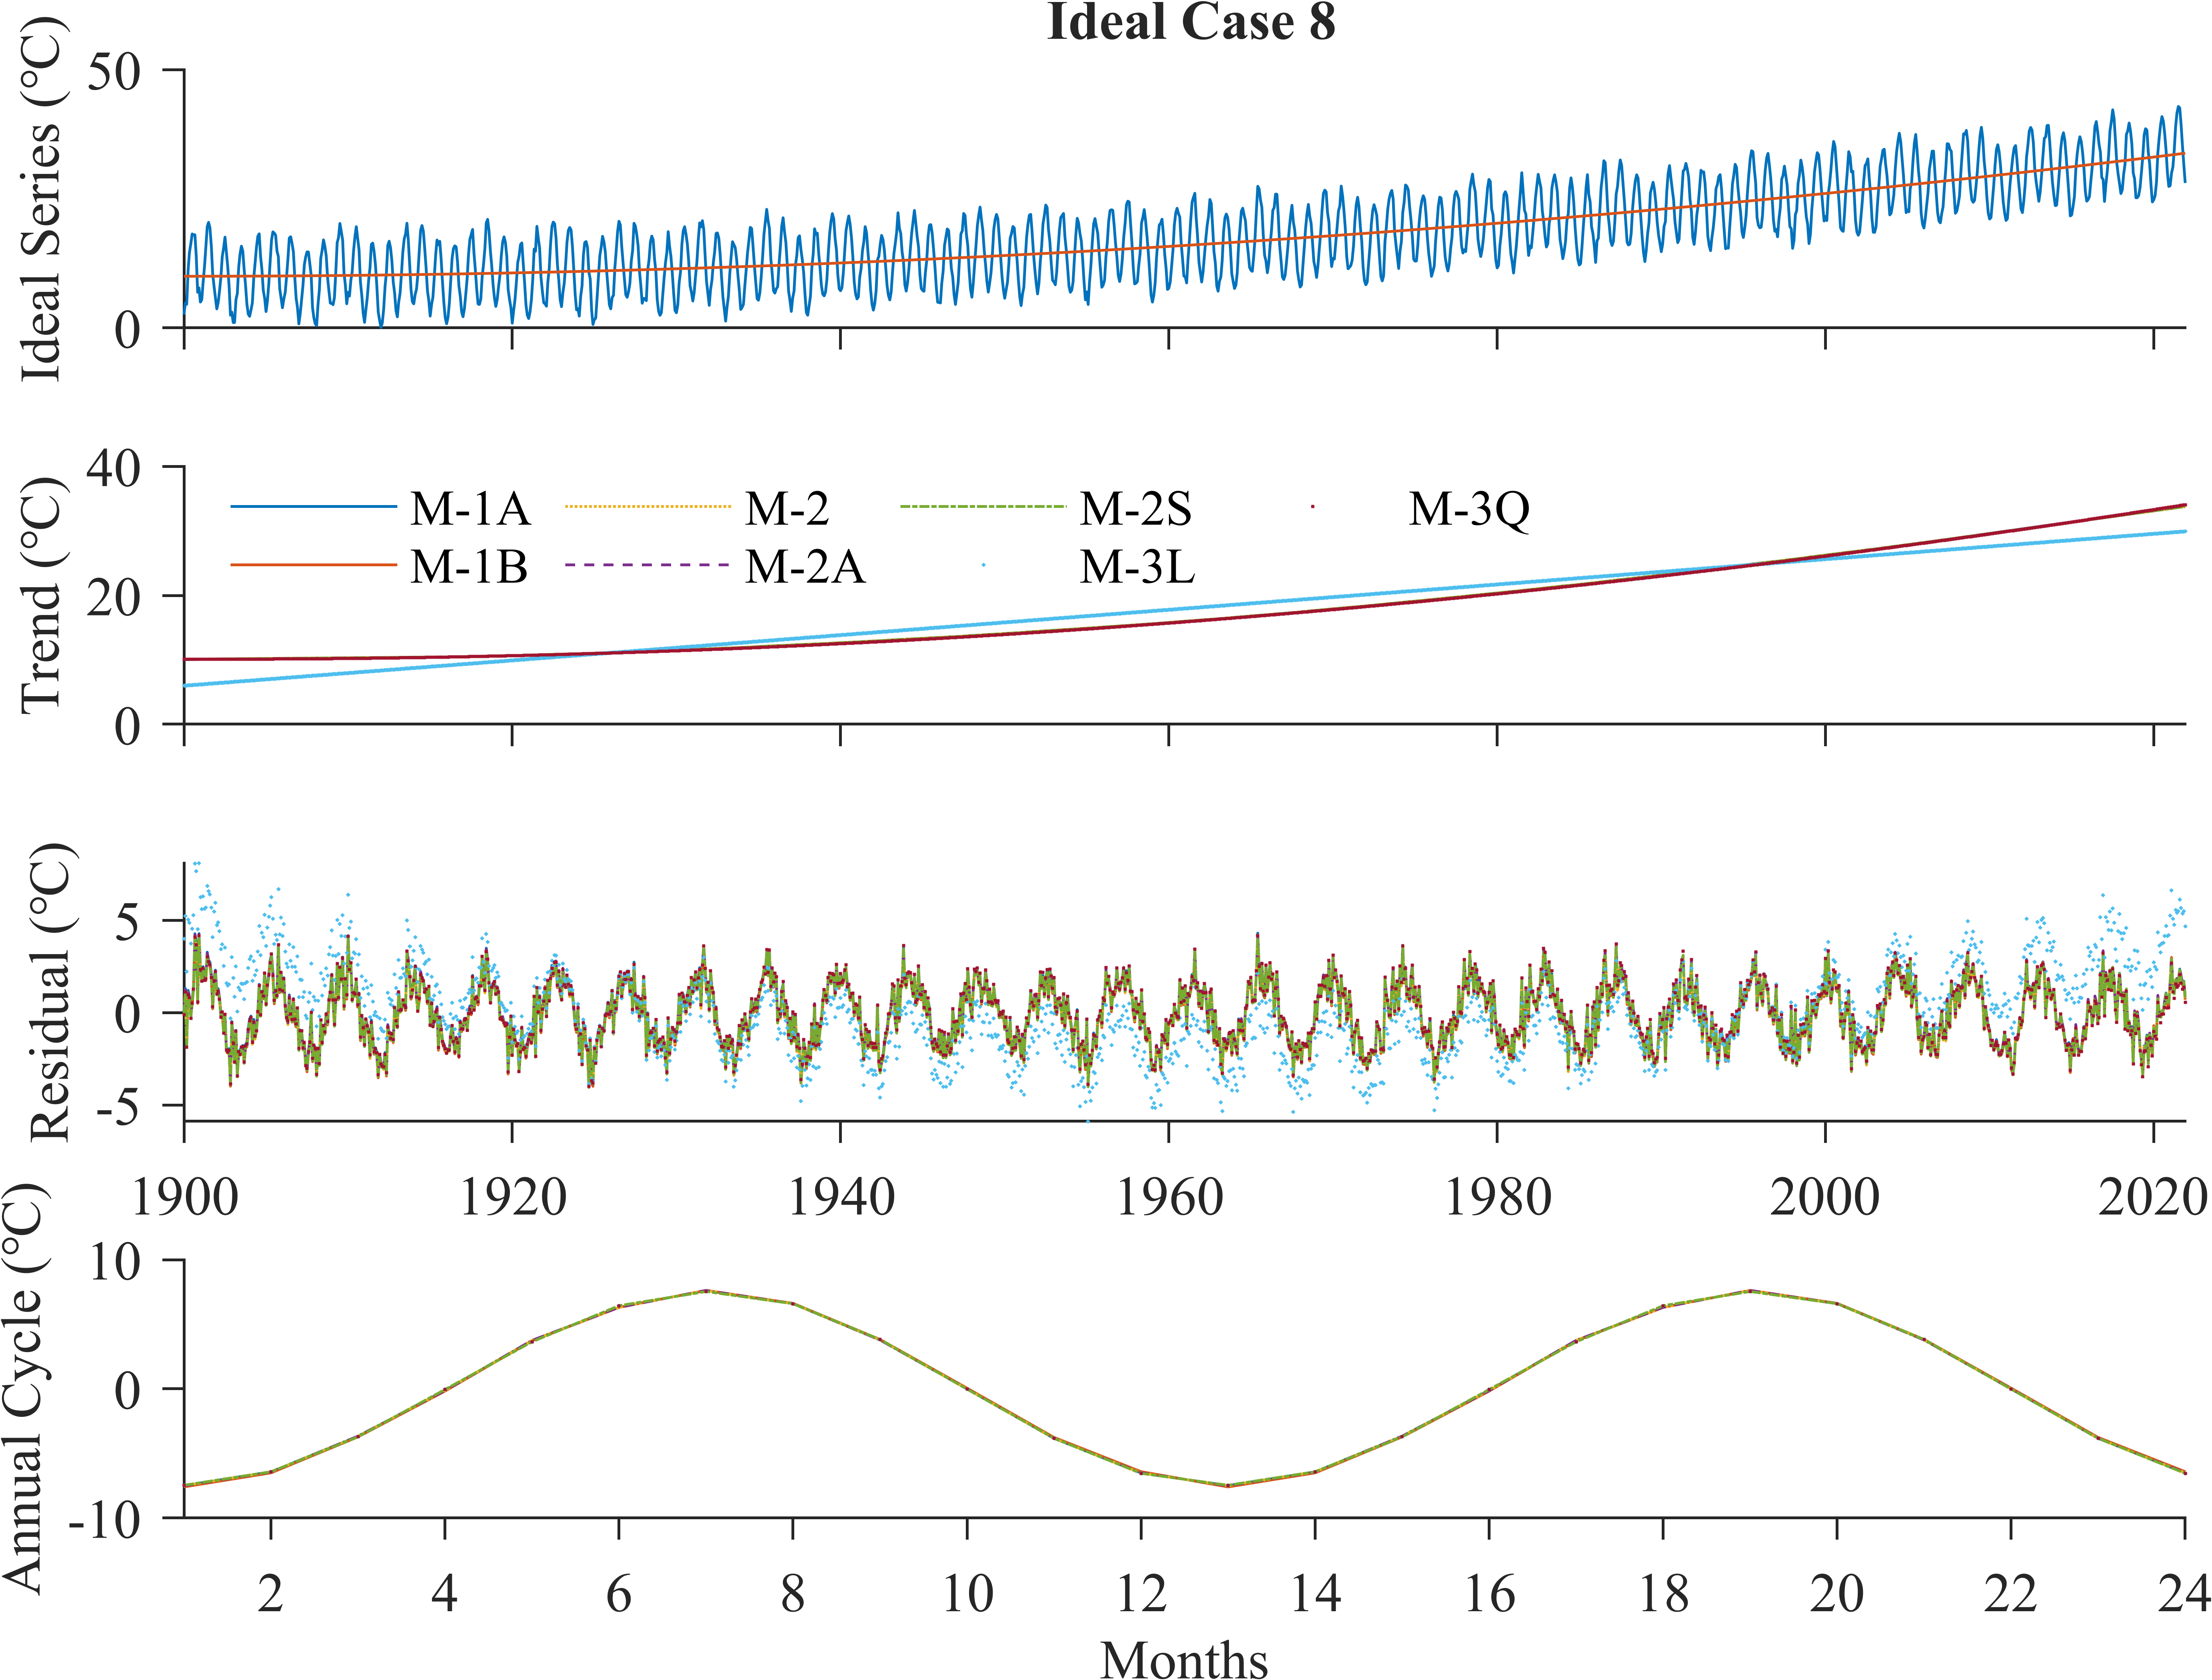 Ideal Case 8
Ideal Series (°C)
50
0
Trend (°C)
40
20
0
M-1A
M-2
M-2S
M-3Q
M-1B
M-2A
M-3L
Residual (°C)
5
0
-5
1900 1920 1940 1960 1980 2000 2020
Annual Cycle (°C)
10
0
-10
2 4 6 8 10 12 14 16 18 20 22 24
Months